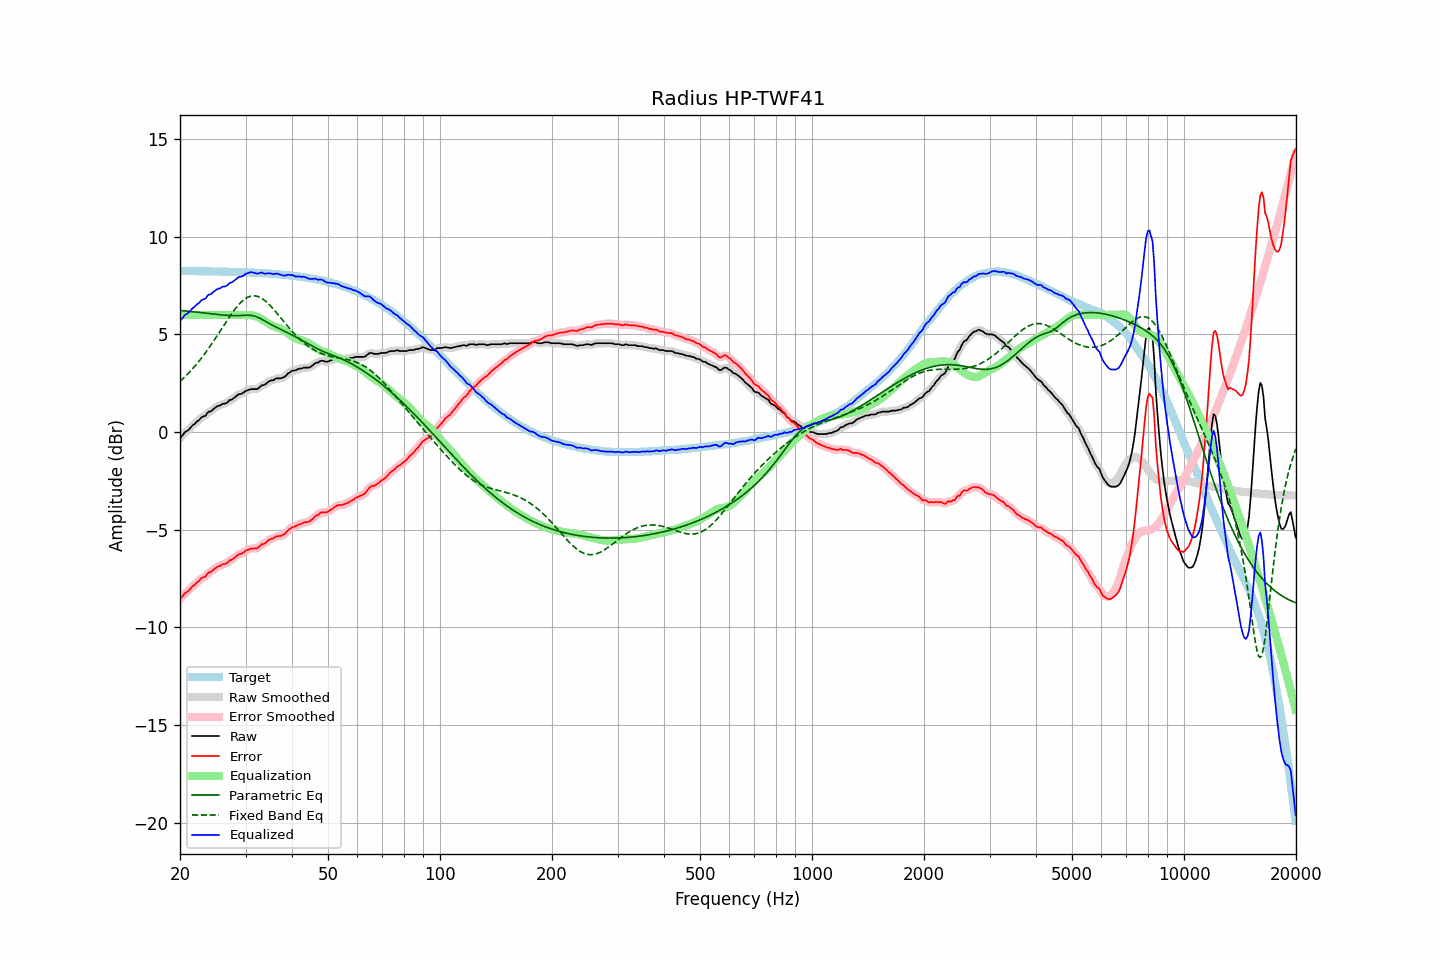 Radius HP-TWF41
Amplitude (dBr)
15
10
5
0
−5
−10
−15
−20
Target
Raw Smoothed
Error Smoothed
Raw
Error
Equalization
Parametric Eq
Fixed Band Eq
Equalized
20
50
100
200
500
1000
2000
5000
10000
20000
Frequency (Hz)